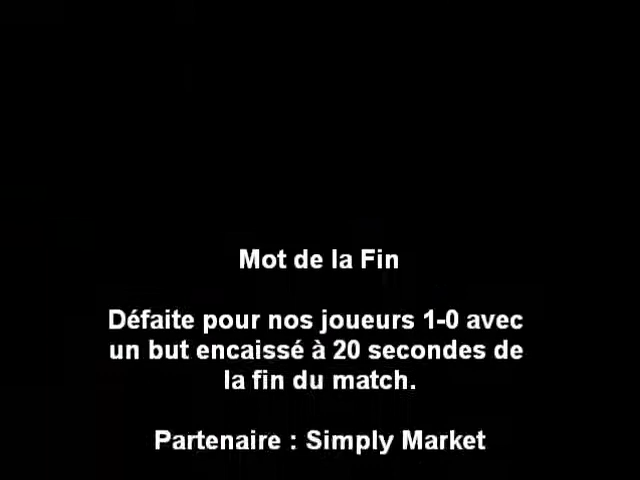 Mot de la Fin
Défaite pour nos joueurs 1-0 avec
un but encaissé à 20 secondes de
la fin du match.
Partenaire : Simply Market